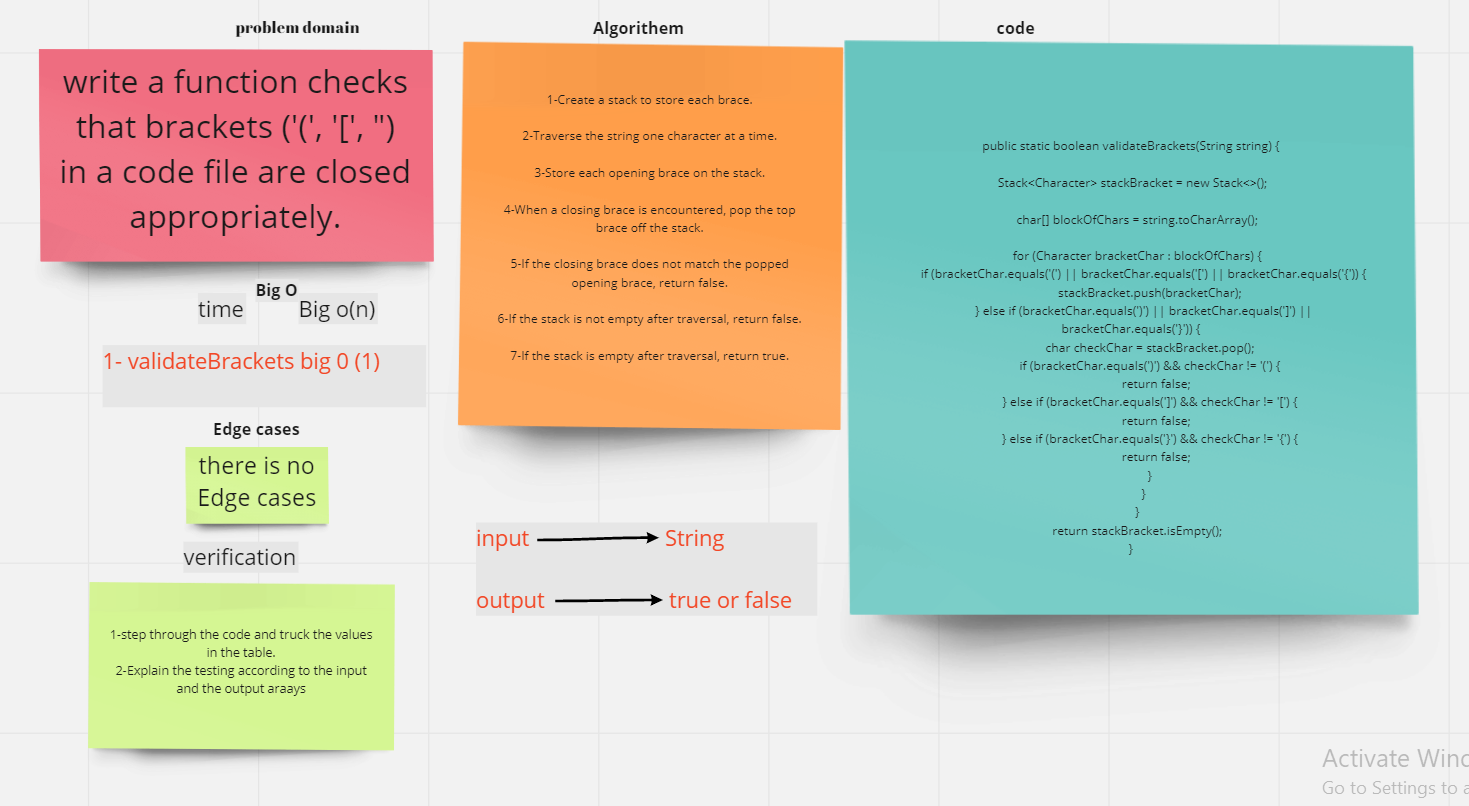 problem domain
write a function checks
that brackets ('(', '[', '')
in a code file are closed
appropriately.
Big O
time
Big o(n)
1- validateBrackets big 0 (1)
Edge cases
there is no
Edge cases
verification
1-step through the code and truck the values
in the table.
2-Explain the testing according to the input
and the output araays
Algorithem
1-Create a stack to store each brace.
2-Traverse the string one character at a time.
3-Store each opening brace on the stack.
4-When a closing brace is encountered, pop the top
brace off the stack.
5-If the closing brace does not match the popped
opening brace, return false.
6-If the stack is not empty after traversal, return false.
7-If the stack is empty after traversal, return true.
input
String
output
true or false
code
public static boolean validateBrackets(String string) {
Stack<Character> stackBracket = new Stack<>();
char[] blockOfChars = string.toCharArray();
for (Character bracketChar : blockOfChars) {
if (bracketChar.equals('(') || bracketChar.equals('[') || bracketChar.equals('{')) {
stackBracket.push(bracketChar);
} else if (bracketChar.equals(')') || bracketChar.equals(']') ||
bracketChar.equals('}')) {
char checkChar = stackBracket.pop();
if (bracketChar.equals(')') && checkChar != '(') {
return false;
} else if (bracketChar.equals(']') && checkChar != '[') {
return false;
} else if (bracketChar.equals('}') && checkChar != '{') {
return false;
}
}
}
return stackBracket.isEmpty();
}
Activate Wind
Go to Settings to a